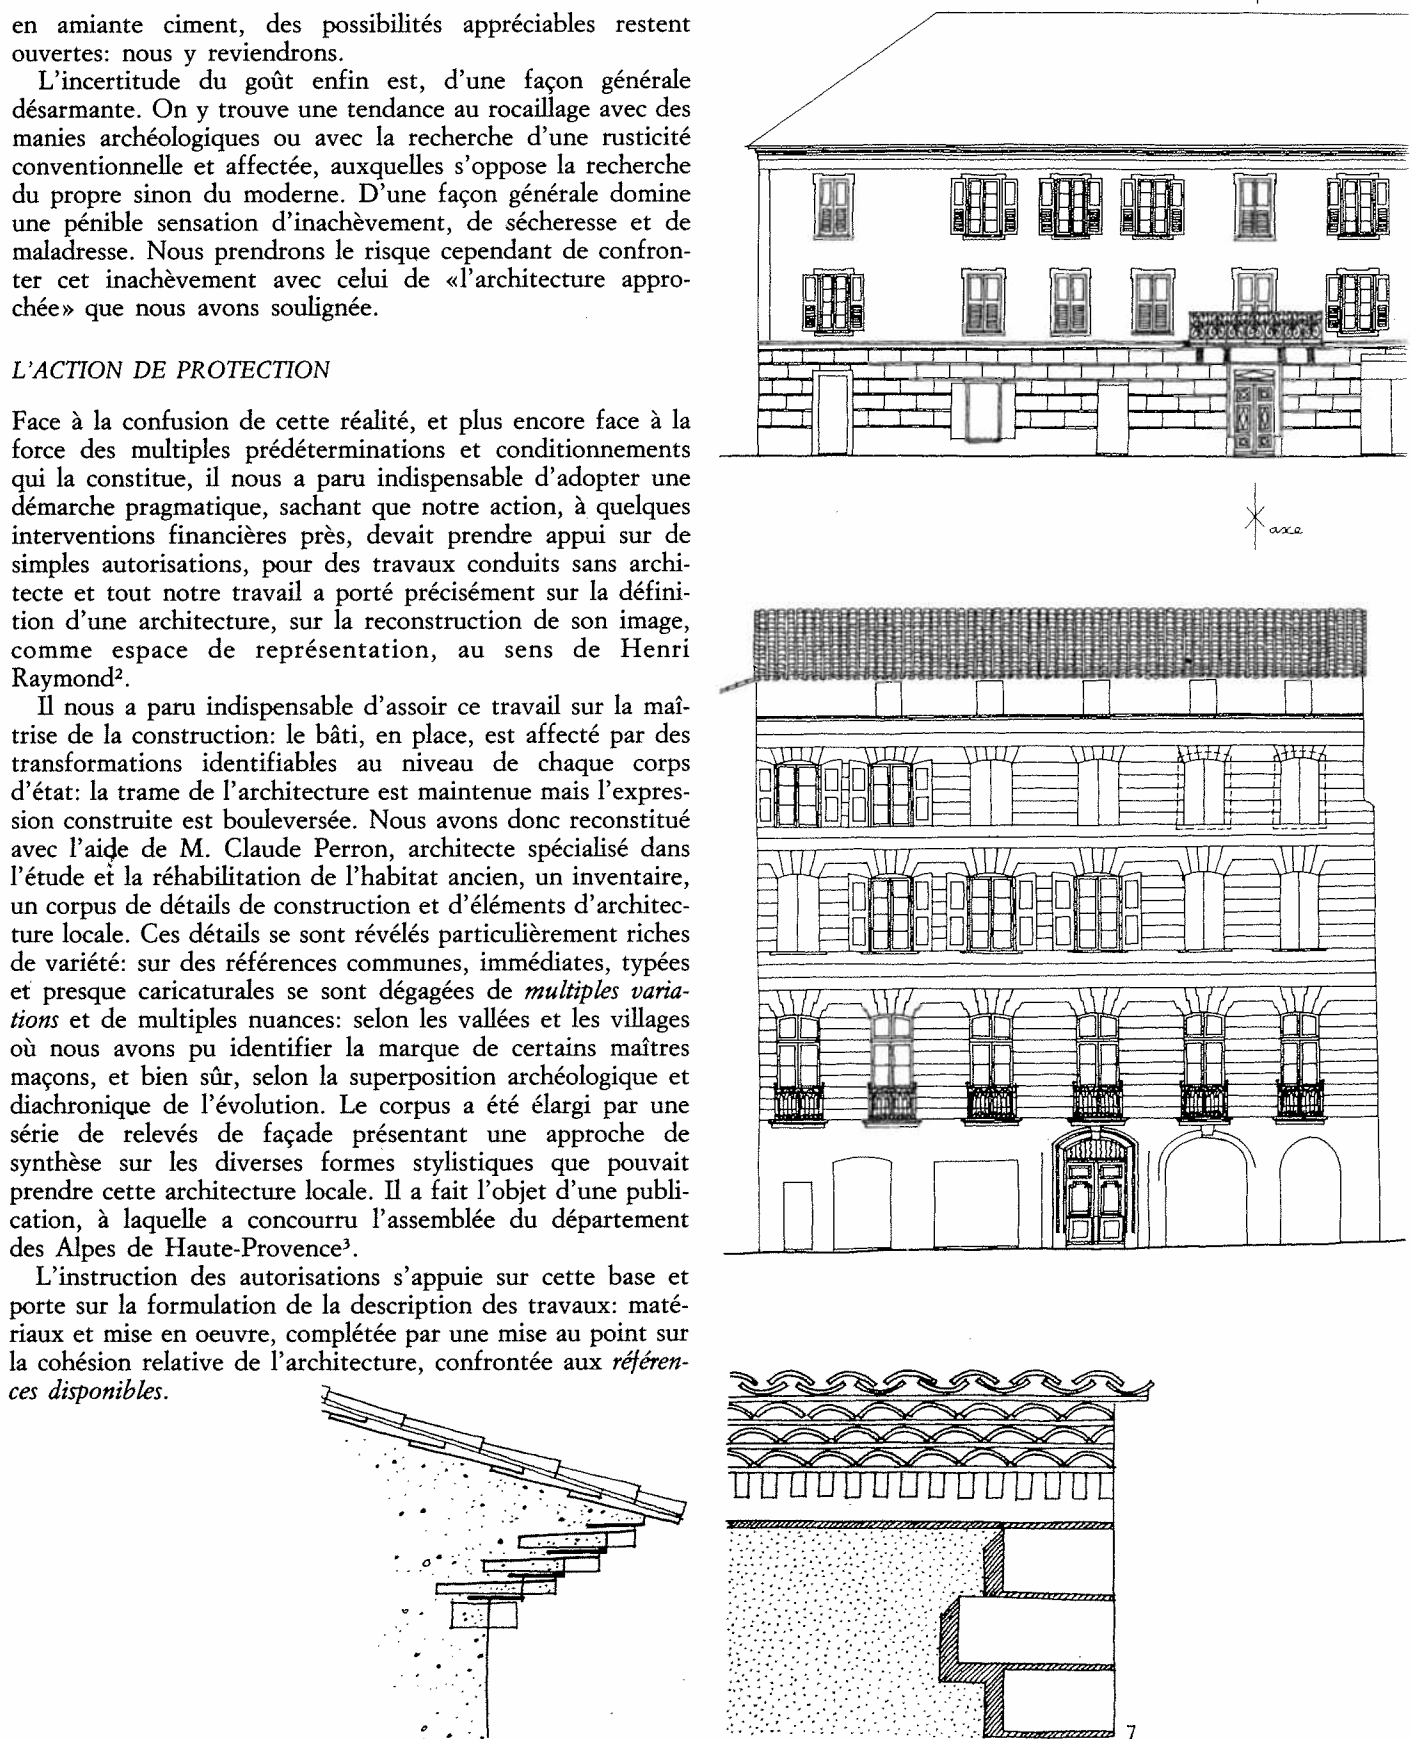 en amiante ciment, des possibilités appréciables restent
ouvertes: nous y reviendrons.
L'incertitude du goût enfin est, d'une façon générale
désarmante. On y trouve une tendance au rocaillage avec des
manies archéologiques ou avec la recherche d'une rusticité
conventionnelle et affectée, auxquelles s'oppose la recherche
du propre sinon du moderne. D'une façon générale domine
une pénible sensation d'inachèvement, de sécheresse et de
maladresse. Nous prendrons le risque cependant de confron-
ter cet inachèvement avec celui de «l'architecture appro-
chée» que nous avons soulignée.
L'ACTION DE PROTECTION
Face à la confusion de cette réalité, et plus encore face à la
force des multiples prédéterminations et conditionnements
qui la constitue, il nous a paru indispensable d'adopter une
démarche pragmatique, sachant que notre action, à quelques
interventions financières près, devait prendre appui sur de
simples autorisations, pour des travaux conduits sans archi-
tecte et tout notre travail a porté précisément sur la défini-
tion d'une architecture, sur la reconstruction de son image,
comme espace de représentation, au sens de Henri
Raymond².
Il nous a paru indispensable d'assoir ce travail sur la maî-
trise de la construction: le bâti, en place, est affecté par des
transformations identifiables au niveau de chaque corps
d'état: la trame de l'architecture est maintenue mais l'expres-
sion construite est bouleversée. Nous avons donc reconstitué
avec l'aide de M. Claude Perron, architecte spécialisé dans
l'étude et la réhabilitation de l'habitat ancien, un inventaire,
un corpus de détails de construction et d'éléments d'architec-
ture locale. Ces détails se sont révélés particulièrement riches
de variété: sur des références communes, immédiates, typées
et presque caricaturales se sont dégagées de multiples varia-
tions et de multiples nuances: selon les vallées et les villages
où nous avons pu identifier la marque de certains maîtres
maçons, et bien sûr, selon la superposition archéologique et
diachronique de l'évolution. Le corpus a été élargi par une
série de relevés de façade présentant une approche de
synthèse sur les diverses formes stylistiques que pouvait
prendre cette architecture locale. Il a fait l'objet d'une publi-
cation, à laquelle a concourru l'assemblée du département
des Alpes de Haute-Provence³.
L'instruction des autorisations s'appuie sur cette base et
porte sur la formulation de la description des travaux: maté-
riaux et mise en oeuvre, complétée par une mise au point sur
la cohésion relative de l'architecture, confrontée aux référen-
ces disponibles.
axe
7